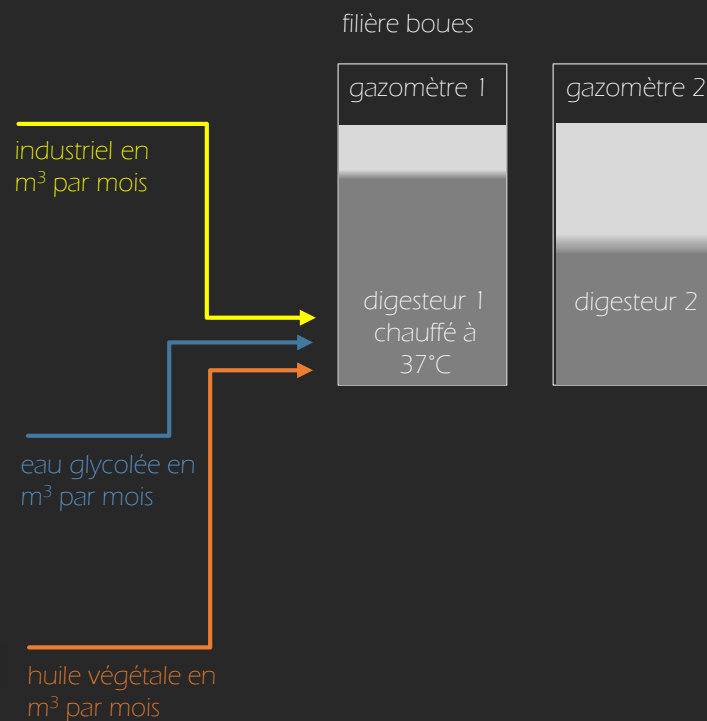 filière boues
gazomètre 1
gazomètre 2
industriel en
m³ par mois
digesteur 1
chauffé à
37°C
digesteur 2
eau glycolée en
m³ par mois
huile végétale en
m³ par mois